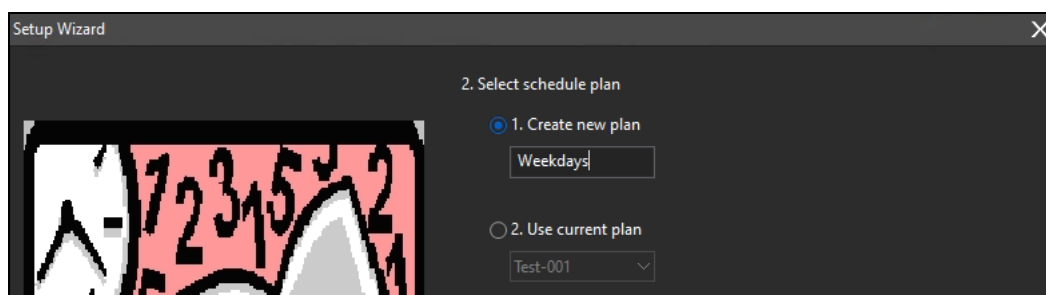 Setup Wizard
2. Select schedule plan
1. Create new plan
Weekdays
2. Use current plan
Test-001